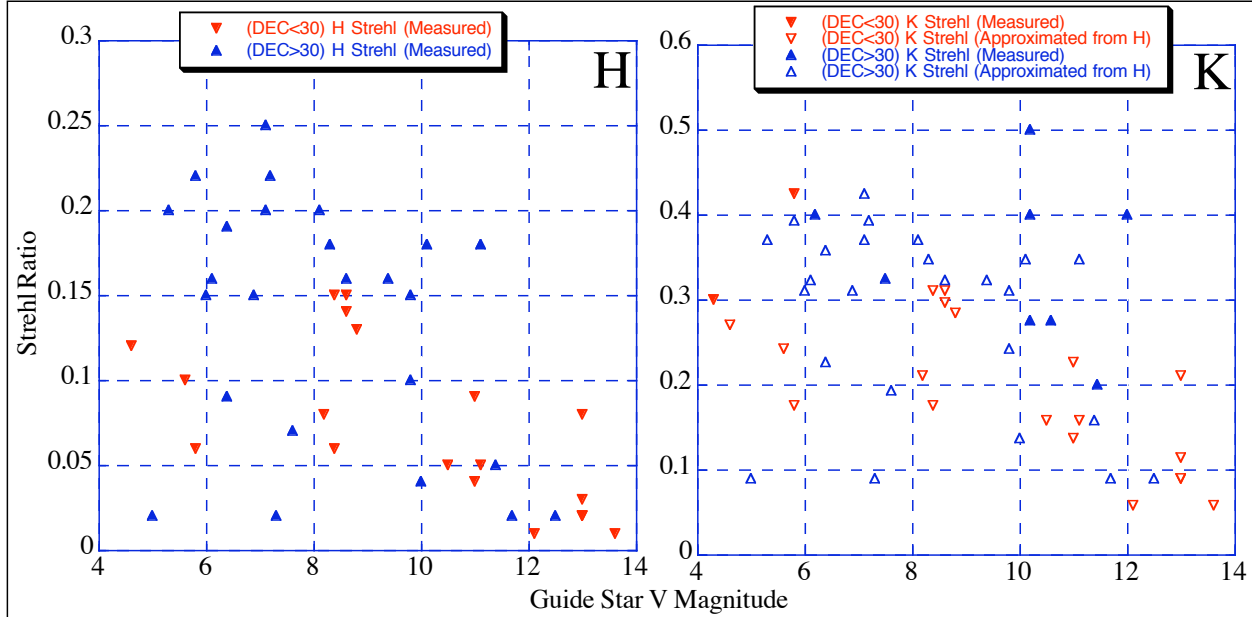 (DEC<30) H Strehl (Measured)
(DEC>30) H Strehl (Measured)
H
0.3
0.25
0.2
0.15
0.1
0.05
0
4 6 8 10 12 14
Strehl Ratio
(DEC<30) K Strehl (Measured)
(DEC<30) K Strehl (Approximated from H)
(DEC>30) K Strehl (Measured)
(DEC>30) K Strehl (Approximated from H)
K
0.6
0.5
0.4
0.3
0.2
0.1
0
4 6 8 10 12 14
Guide Star V Magnitude